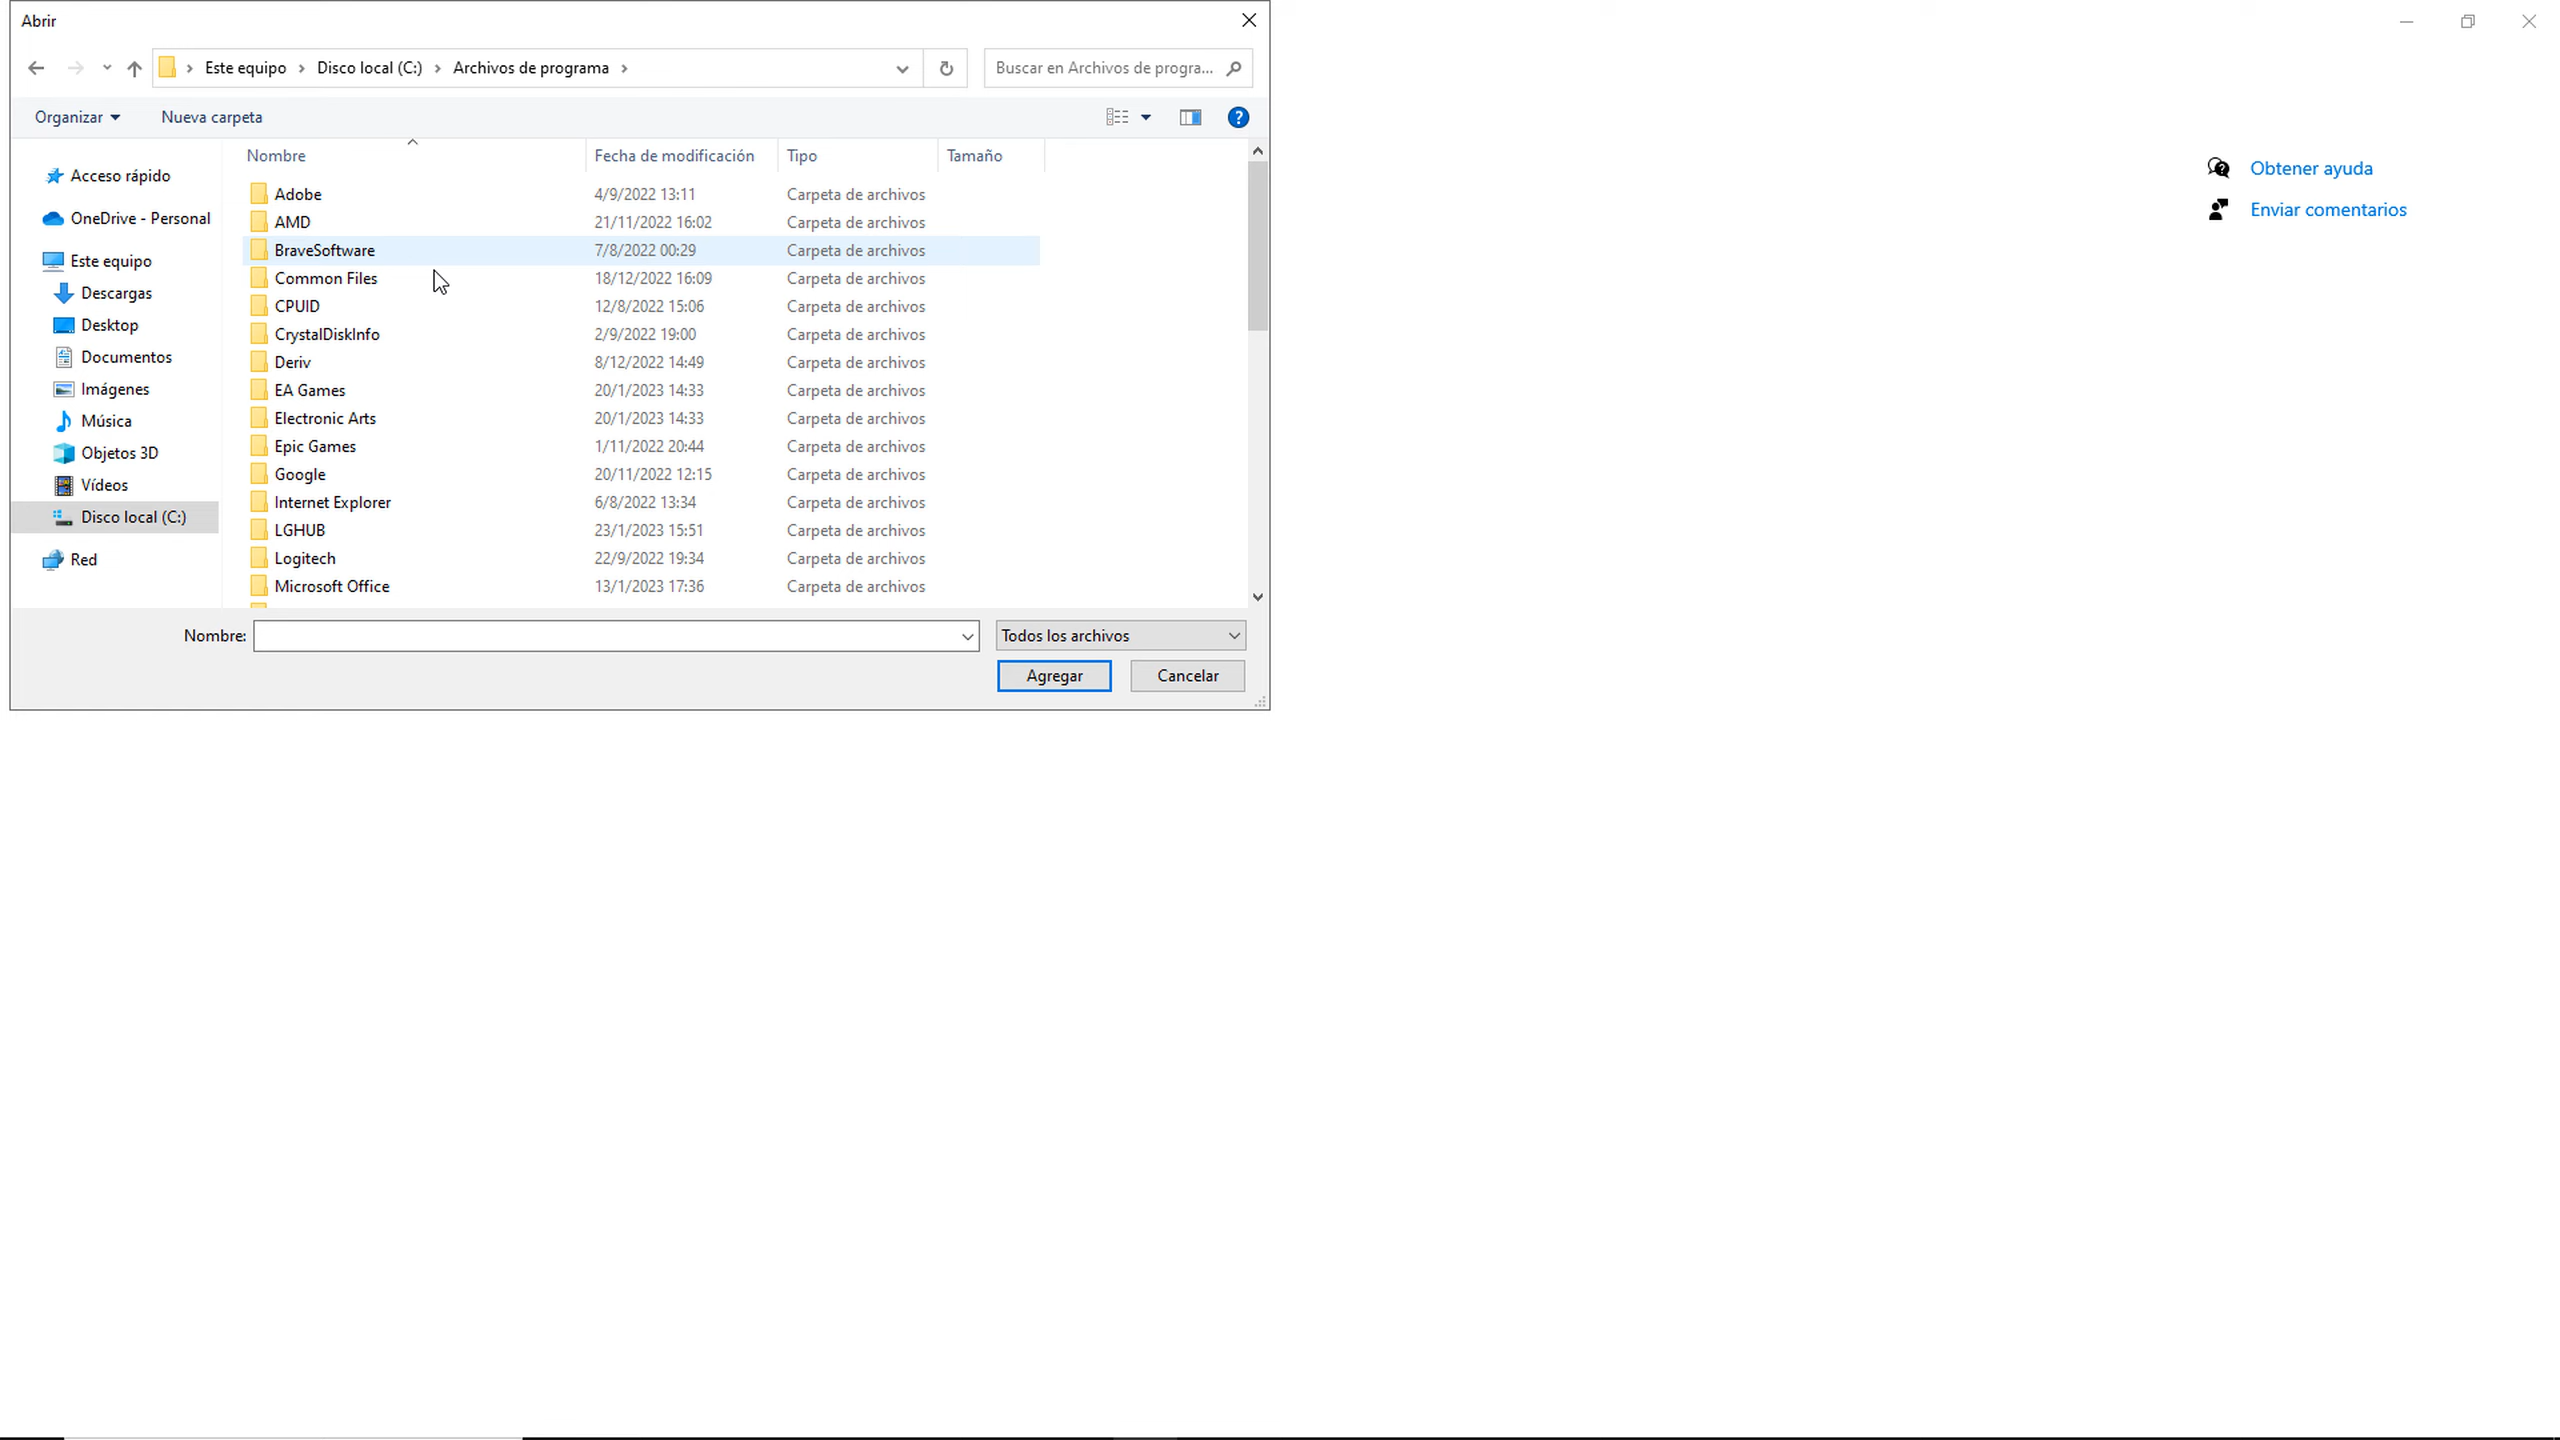 Abrir
Este equipo > Disco local (C:) > Archivos de programa >
Buscar en Archivos de progra...
Organizar
Nueva carpeta
Nombre Fecha de modificación Tipo Tamaño
Acceso rápido
OneDrive - Personal
Este equipo
Descargas
Desktop
Documentos
Imágenes
Música
Objetos 3D
Vídeos
Disco local (C:)
Red
Adobe 4/9/2022 13:11 Carpeta de archivos
AMD 21/11/2022 16:02 Carpeta de archivos
BraveSoftware 7/8/2022 00:29 Carpeta de archivos
Common Files 18/12/2022 16:09 Carpeta de archivos
CPUID 12/8/2022 15:06 Carpeta de archivos
CrystalDiskInfo 2/9/2022 19:00 Carpeta de archivos
Deriv 8/12/2022 14:49 Carpeta de archivos
EA Games 20/1/2023 14:33 Carpeta de archivos
Electronic Arts 20/1/2023 14:33 Carpeta de archivos
Epic Games 1/11/2022 20:44 Carpeta de archivos
Google 20/11/2022 12:15 Carpeta de archivos
Internet Explorer 6/8/2022 13:34 Carpeta de archivos
LGHUB 23/1/2023 15:51 Carpeta de archivos
Logitech 22/9/2022 19:34 Carpeta de archivos
Microsoft Office 13/1/2023 17:36 Carpeta de archivos
Nombre:
Todos los archivos
Agregar
Cancelar
Obtener ayuda
Enviar comentarios